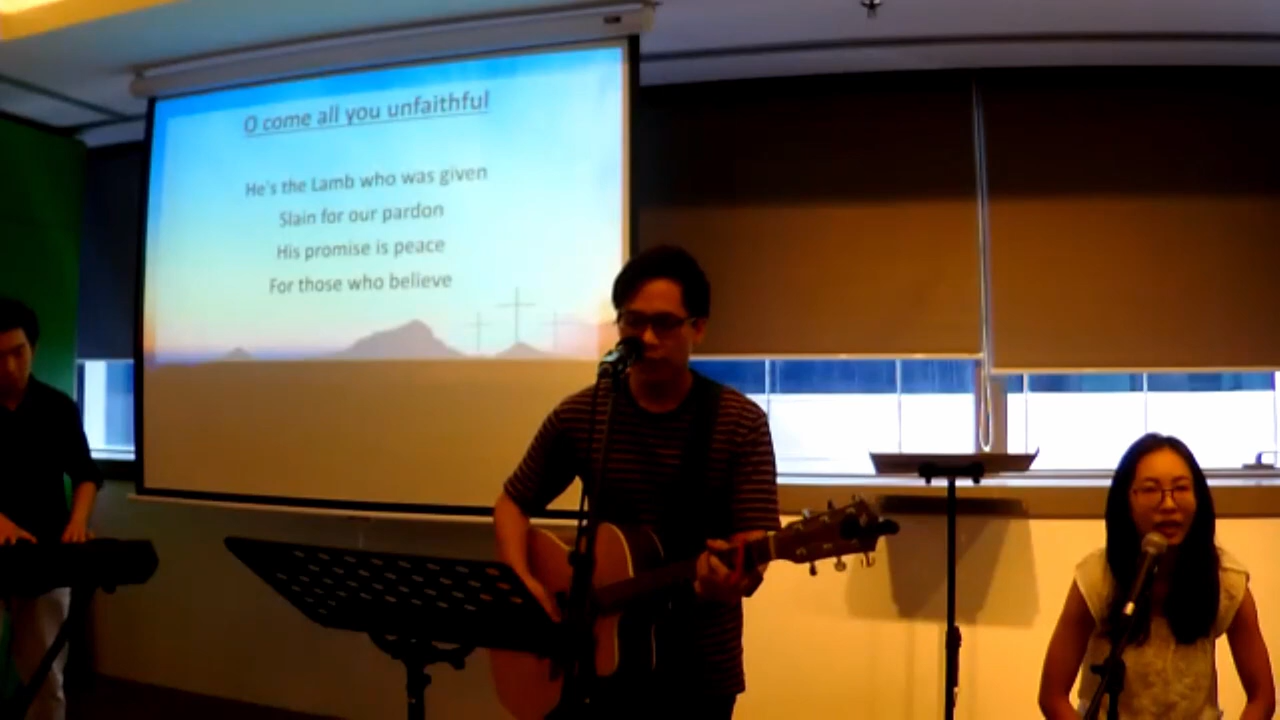 O come all you unfaithful
He's the Lamb who was given
Slain for our pardon
His promise is peace
For those who believe